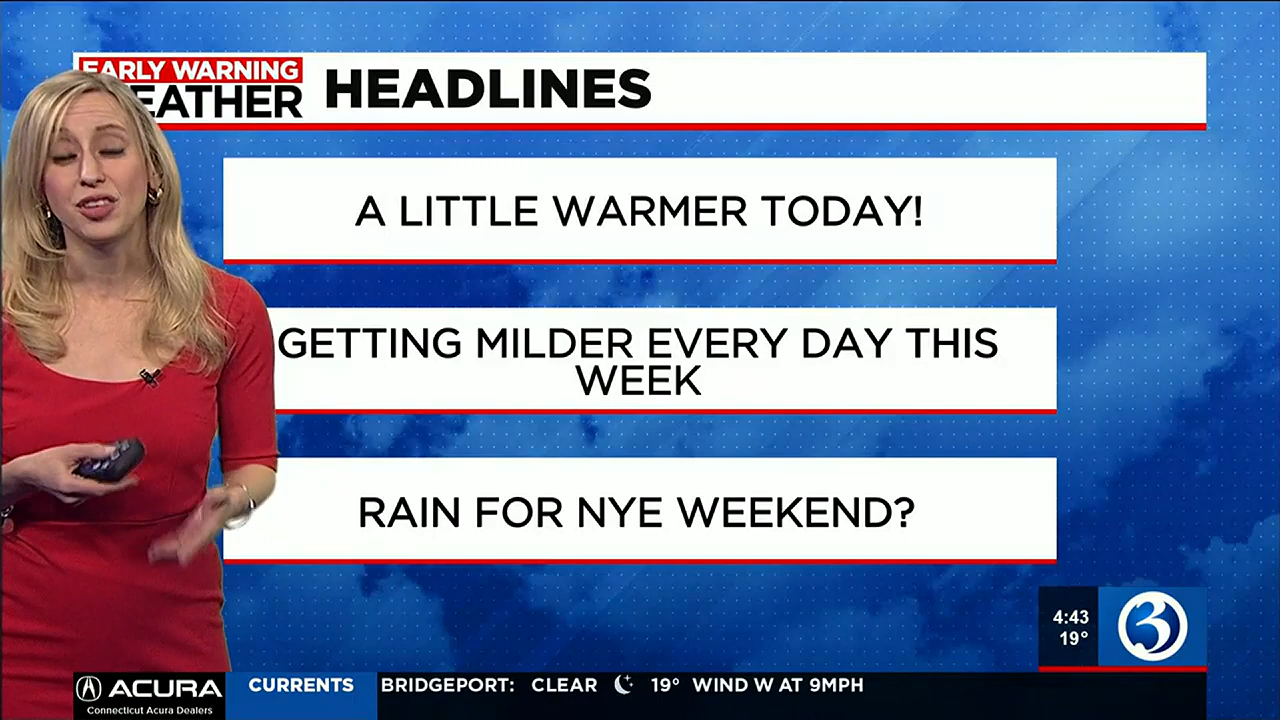 EARLY WARNING
EATHER
HEADLINES
A LITTLE WARMER TODAY!
GETTING MILDER EVERY DAY THIS
WEEK
RAIN FOR NYE WEEKEND?
4:43
19°
3
ACURA
Connecticut Acura Dealers
CURRENTS
BRIDGEPORT: CLEAR 19° WIND W AT 9MPH